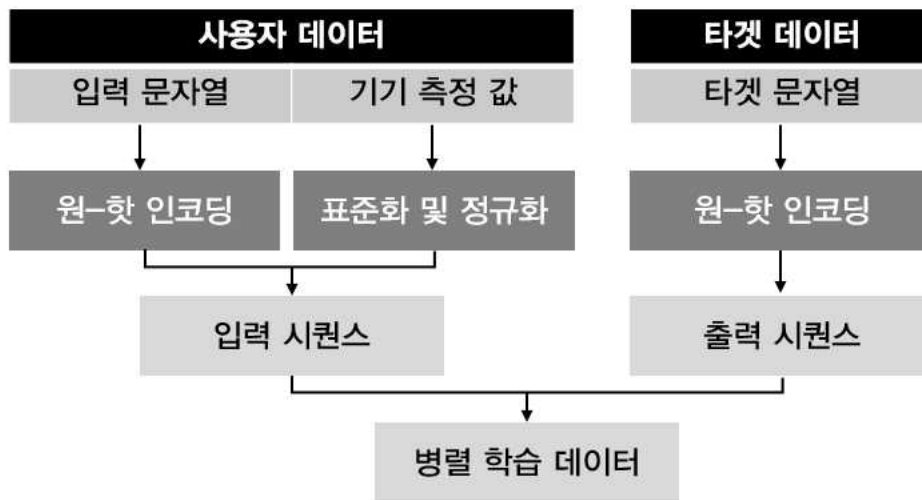 사용자 데이터
타겟 데이터
입력 문자열
기기 측정 값
타겟 문자열
원-핫 인코딩
표준화 및 정규화
원-핫 인코딩
입력 시퀀스
출력 시퀀스
병렬 학습 데이터